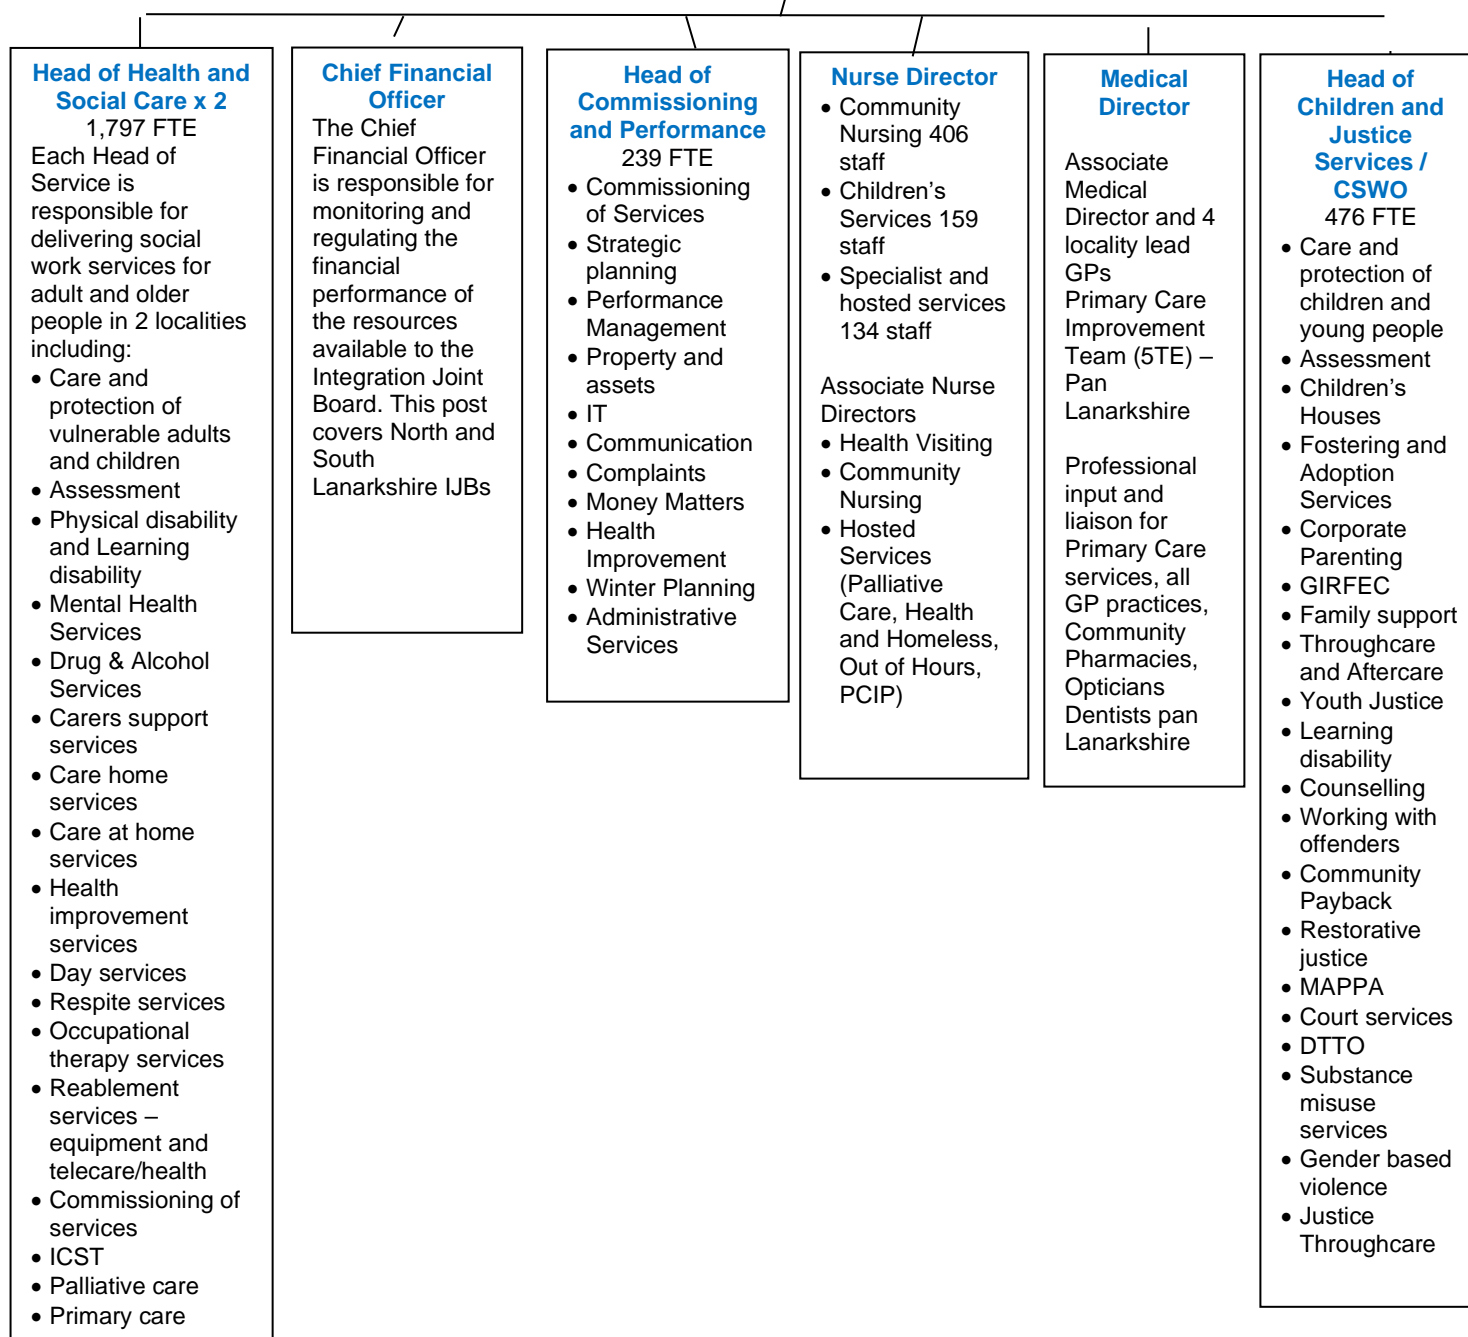 Head of Health and
Social Care x 2
1,797 FTE
Each Head of
Service is
responsible for
delivering social
work services for
adult and older
people in 2 localities
including:
• Care and
protection of
vulnerable adults
and children
• Assessment
• Physical disability
and Learning
disability
• Mental Health
Services
• Drug & Alcohol
Services
• Carers support
services
• Care home
services
• Care at home
services
• Health
improvement
services
• Day services
• Respite services
• Occupational
therapy services
• Reablement
services –
equipment and
telecare/health
• Commissioning of
services
• ICST
• Palliative care
• Primary care
Chief Financial
Officer
The Chief
Financial Officer
is responsible for
monitoring and
regulating the
financial
performance of
the resources
available to the
Integration Joint
Board. This post
covers North and
South
Lanarkshire IJBs
Head of
Commissioning
and Performance
239 FTE
• Commissioning
of Services
• Strategic
planning
• Performance
Management
• Property and
assets
• IT
• Communication
• Complaints
• Money Matters
• Health
Improvement
• Winter Planning
• Administrative
Services
Nurse Director
• Community
Nursing 406
staff
• Children’s
Services 159
staff
• Specialist and
hosted services
134 staff
Associate Nurse
Directors
• Health Visiting
• Community
Nursing
• Hosted
Services
(Palliative
Care, Health
and Homeless,
Out of Hours,
PCIP)
Medical
Director
Associate
Medical
Director and 4
locality lead
GPs
Primary Care
Improvement
Team (5TE) –
Pan
Lanarkshire
Professional
input and
liaison for
Primary Care
services, all
GP practices,
Community
Pharmacies,
Opticians
Dentists pan
Lanarkshire
Head of
Children and
Justice
Services /
CSWO
476 FTE
• Care and
protection of
children and
young people
• Assessment
• Children’s
Houses
• Fostering and
Adoption
Services
• Corporate
Parenting
• GIRFEC
• Family support
• Throughcare
and Aftercare
• Youth Justice
• Learning
disability
• Counselling
• Working with
offenders
• Community
Payback
• Restorative
justice
• MAPPA
• Court services
• DTTO
• Substance
misuse
services
• Gender based
violence
• Justice
Throughcare